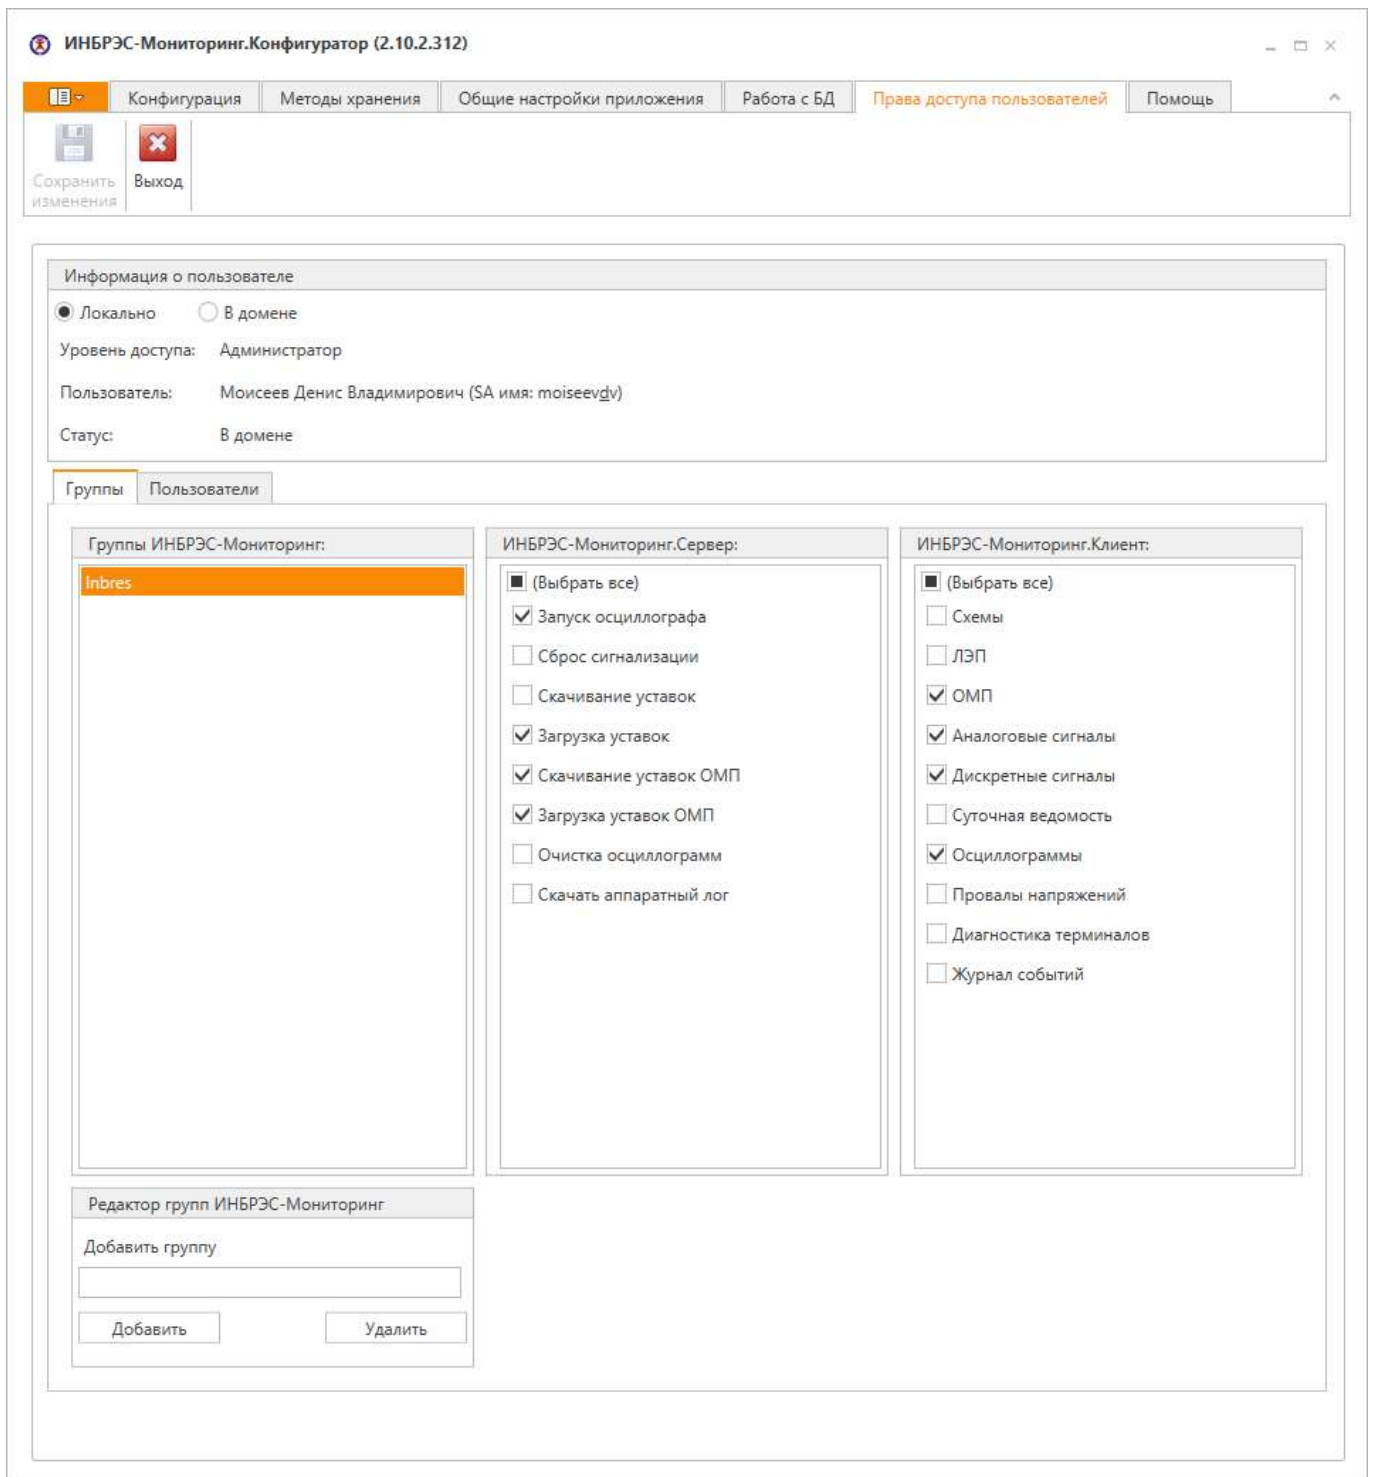 ИНБРЭС-Мониторинг.Конфигуратор (2.10.2.312)
Конфигурация Методы хранения Общие настройки приложения Работа с БД Права доступа пользователей Помощь
Сохранить изменения
Выход
Информация о пользователе
Локально В домене
Уровень доступа: Администратор
Пользователь: Моисеев Денис Владимирович (SA имя: moiseevdv)
Статус: В домене
Группы Пользователи
Группы ИНБРЭС-Мониторинг:
Inbres
ИНБРЭС-Мониторинг.Сервер:
(Выбрать все)
Запуск осциллографа
Сброс сигнализации
Скачивание уставок
Загрузка уставок
Скачивание уставок ОМП
Загрузка уставок ОМП
Очистка осциллограмм
Скачать аппаратный лог
ИНБРЭС-Мониторинг.Клиент:
(Выбрать все)
Схемы
ЛЭП
ОМП
Аналоговые сигналы
Дискретные сигналы
Суточная ведомость
Осциллограммы
Провалы напряжений
Диагностика терминалов
Журнал событий
Редактор групп ИНБРЭС-Мониторинг
Добавить группу
Добавить Удалить